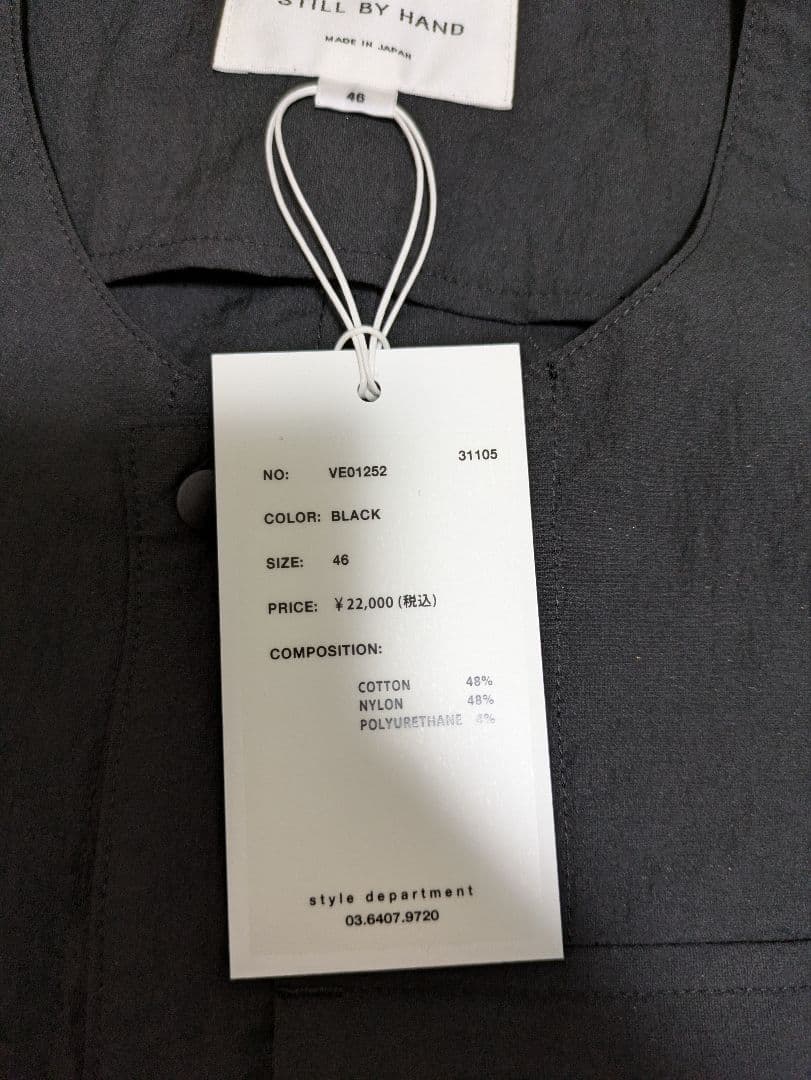 STILL BY HAND
MADE IN JAPAN
46
31105
NO: VE01252
COLOR: BLACK
SIZE: 46
PRICE: ¥22,000 (税込)
COMPOSITION:
COTTON 48%
NYLON 48%
POLYURETHANE 4%
style department
03.6407.9720